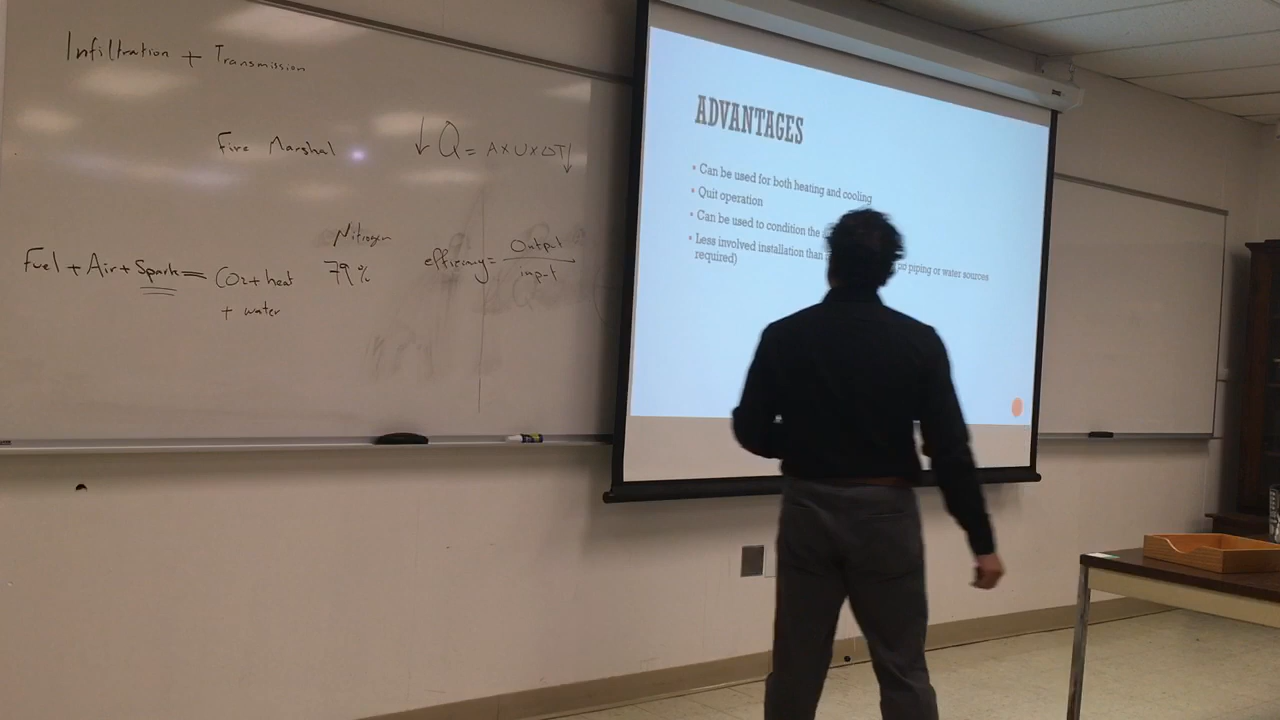 Infiltration + Transmission
Fire Marshal
↓ Q = A x U x ΔT↓
Nitrogen
79%
Fuel + Air + Spark = CO2 + heat
+ water
efficiency = Output
input
ADVANTAGES
• Can be used for both heating and cooling
• Quit operation
• Can be used to condition the
• Less involved installation than no piping or water sources
required)